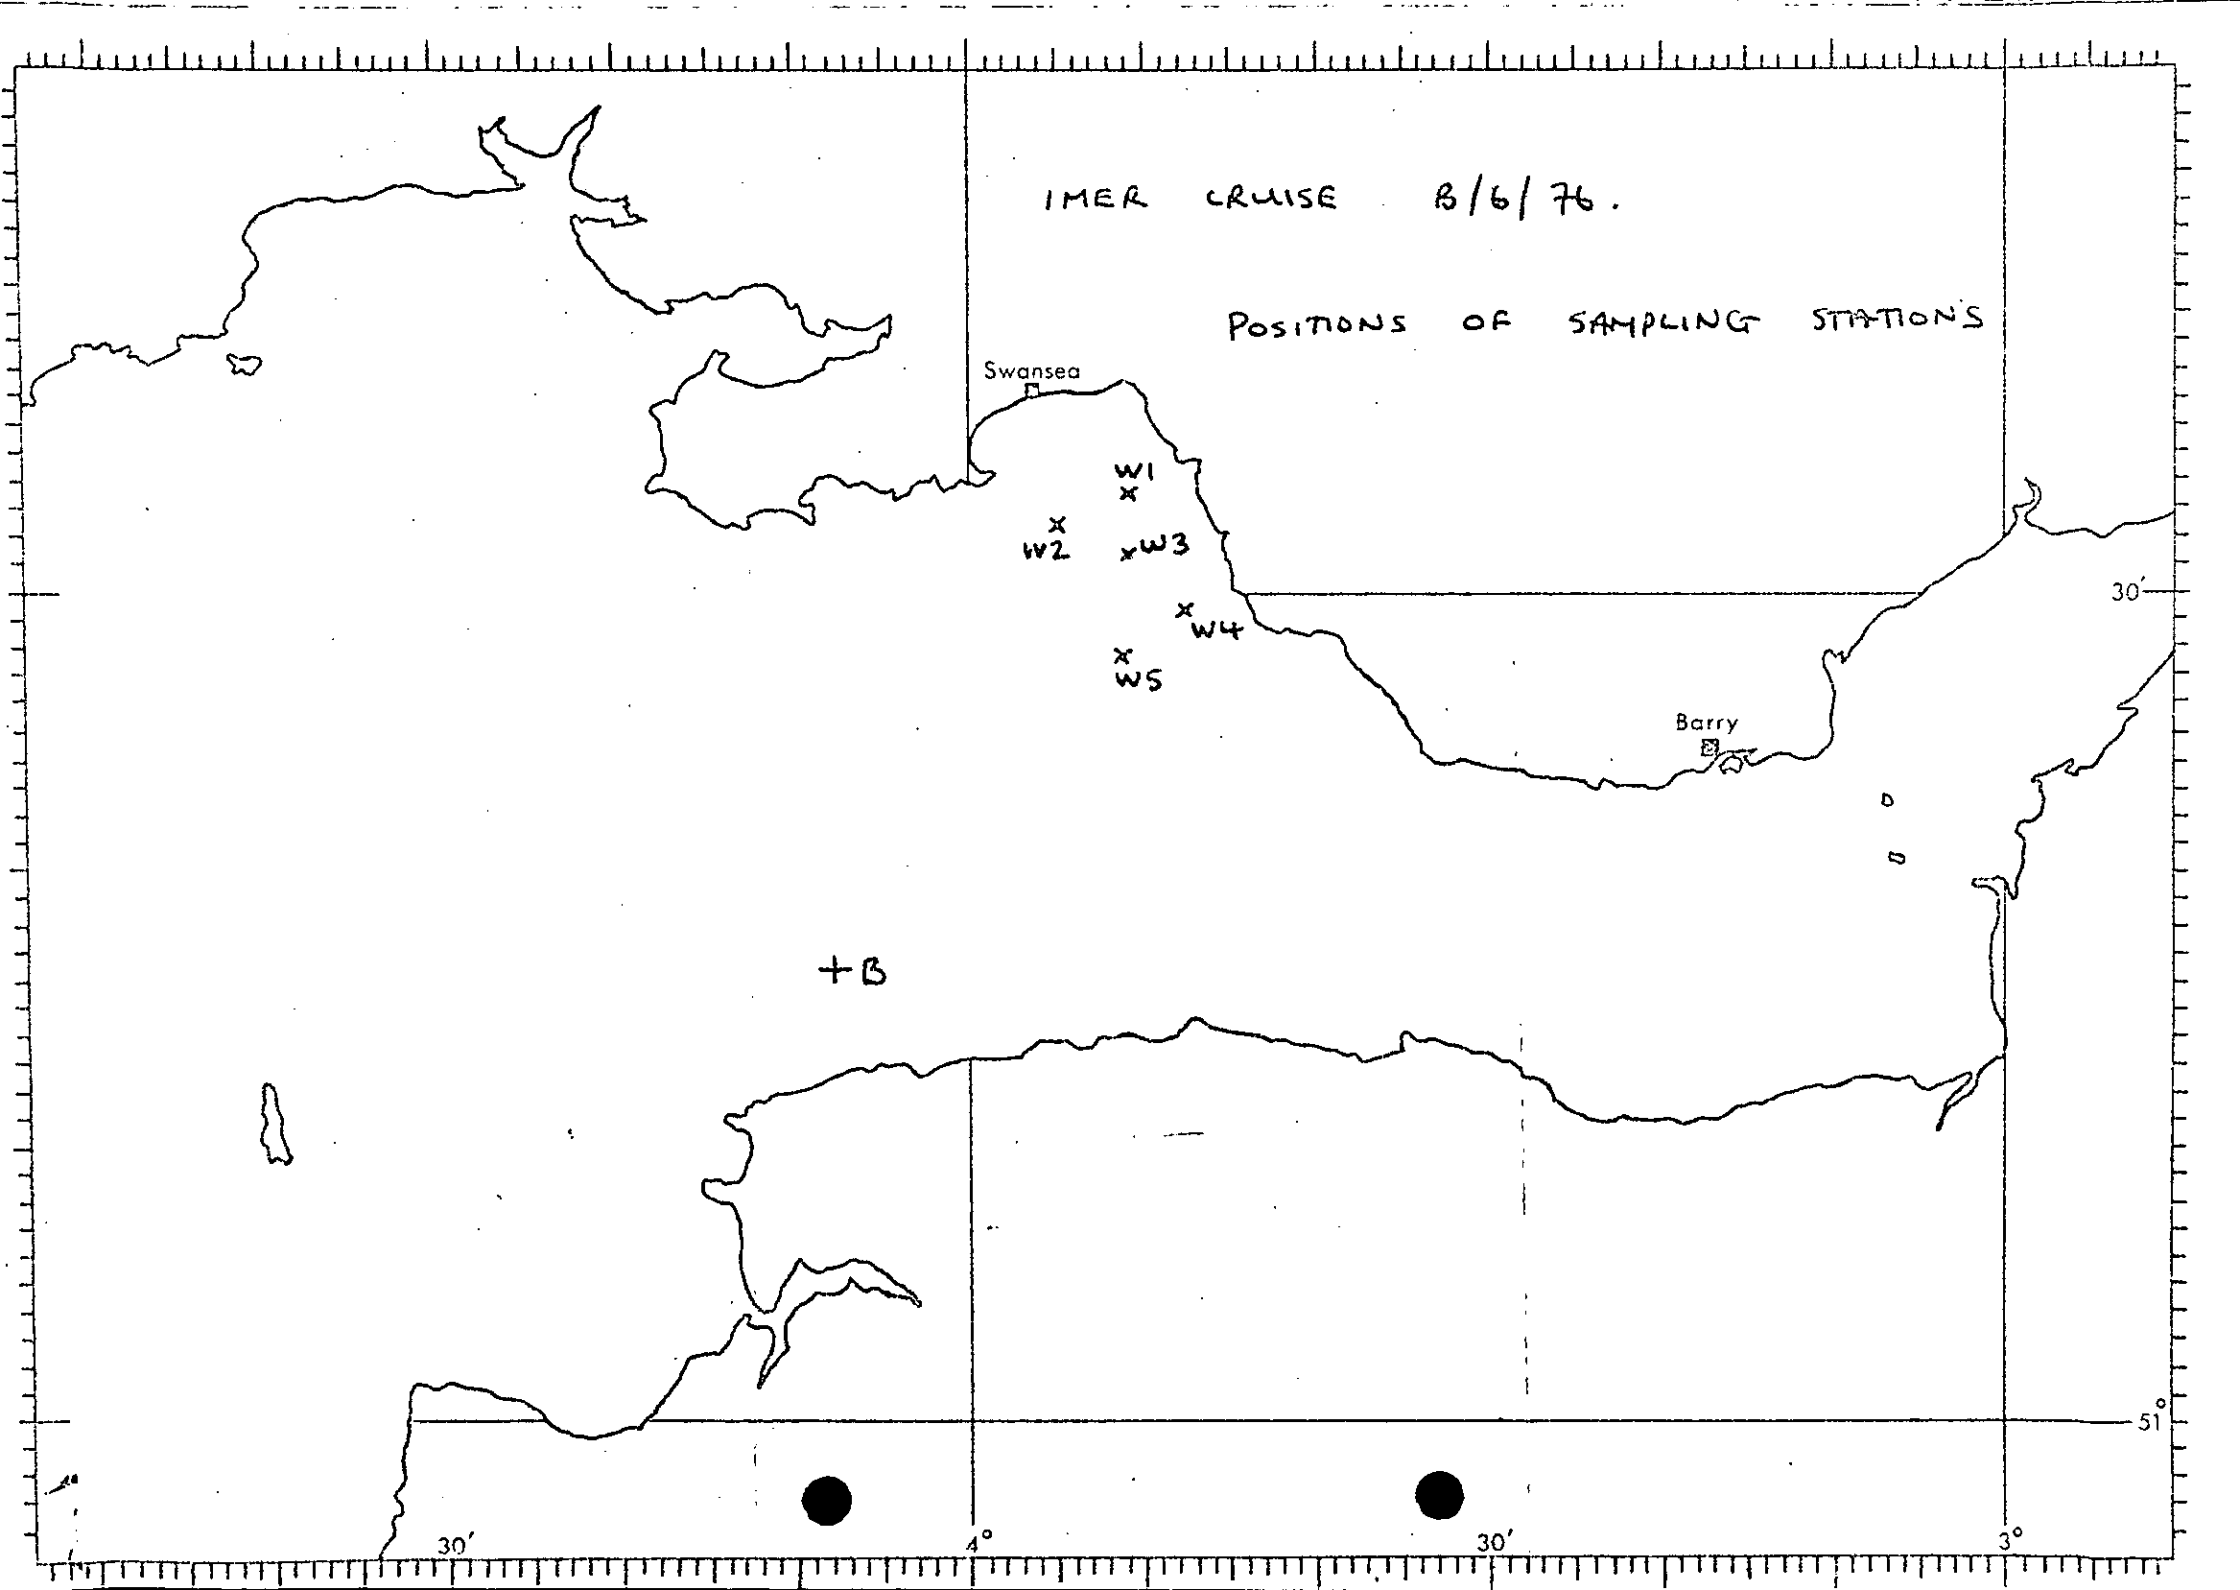 IMER CRUISE B/6/76.
POSITIONS OF SAMPLING STATIONS
Swansea
W1
W2
W3
30'
W4
W5
Barry
+B
51°
30'
4°
30'
3°